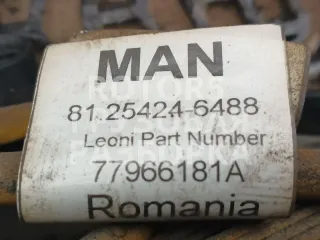 MAN
81.25424-6488
Leoni Part Number
77966181A
Romania